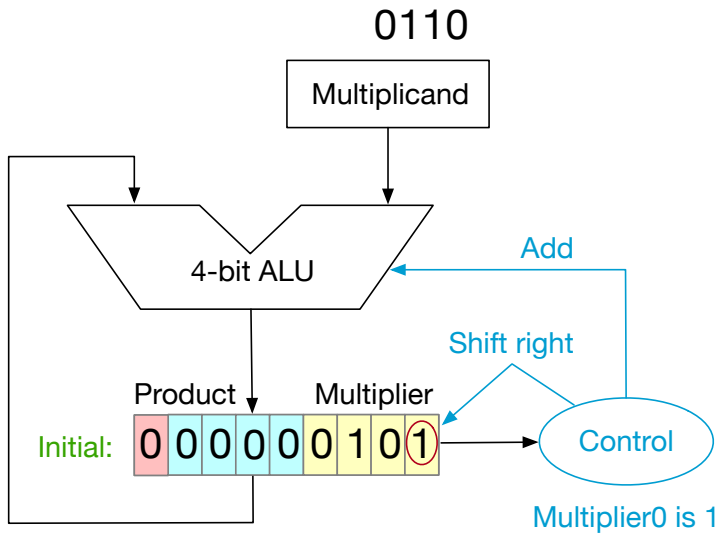 0110
Multiplicand
4-bit ALU
Add
Shift right
Product Multiplier
Initial: 0 0 0 0 0 0 1 0 1
Control
Multiplier0 is 1